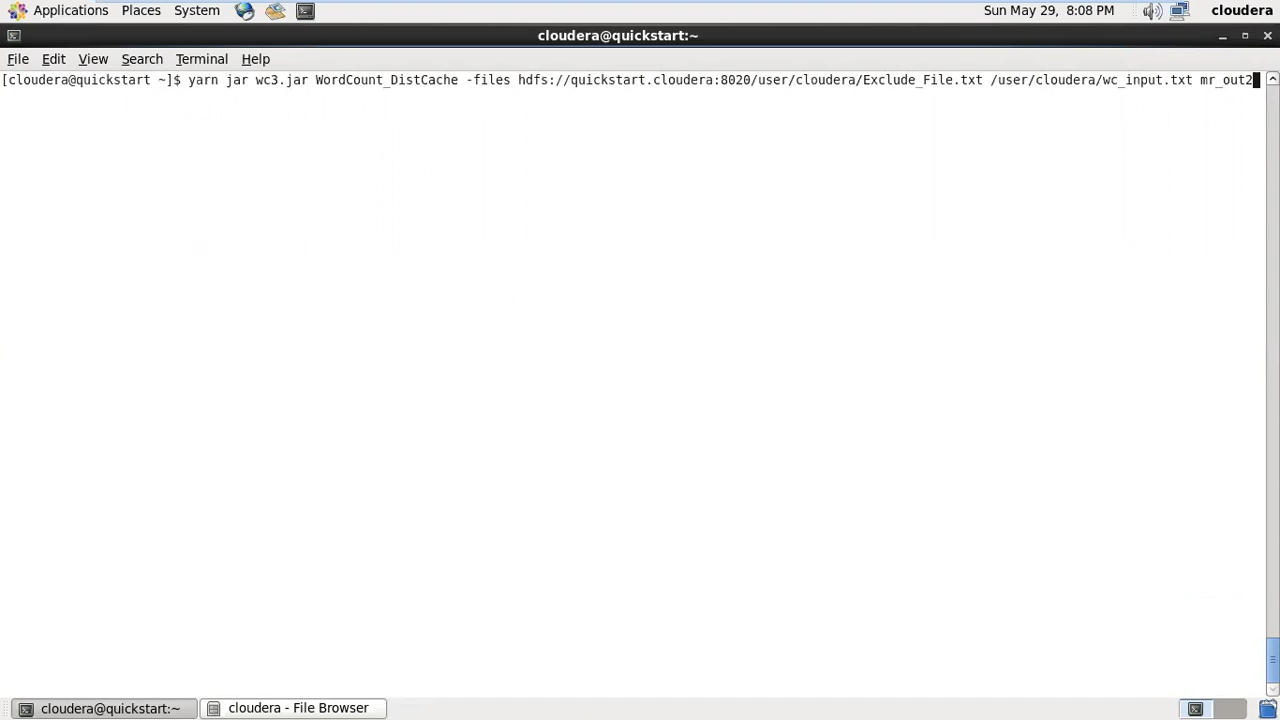 Applications Places System Sun May 29, 8:08 PM cloudera
cloudera@quickstart:~
File Edit View Search Terminal Help
[cloudera@quickstart ~]$ yarn jar wc3.jar WordCount_DistCache -files hdfs://quickstart.cloudera:8020/user/cloudera/Exclude_File.txt /user/cloudera/wc_input.txt mr_out2
cloudera@quickstart:~ cloudera - File Browser